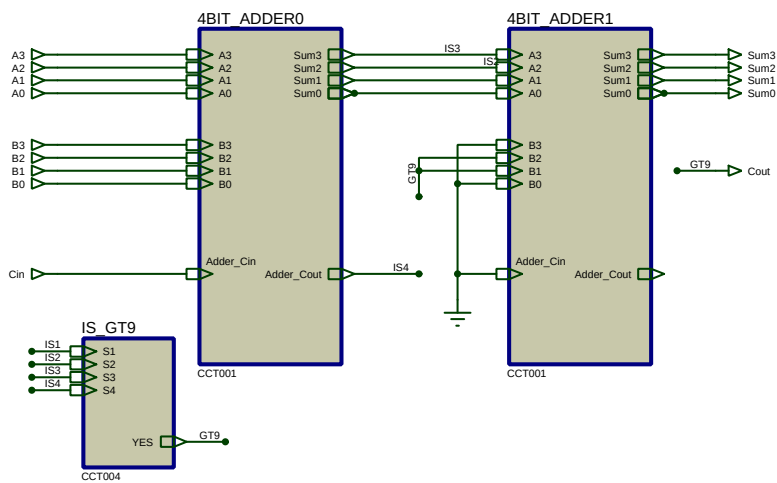 4BIT_ADDER0
4BIT_ADDER1
A3 A3 Sum3 IS3 A3 Sum3 Sum3
A2 A2 Sum2 IS2 A2 Sum2 Sum2
A1 A1 Sum1 A1 Sum1 Sum1
A0 A0 Sum0 A0 Sum0 Sum0
B3 B3 B3
B2 B2 B2
B1 B1 GT9 B1 GT9 Cout
B0 B0 B0
Adder_Cin Adder_Cin
Cin Adder_Cout IS4 Adder_Cout
CCT001 CCT001
IS_GT9
IS1 S1
IS2 S2
IS3 S3
IS4 S4
YES GT9
CCT004